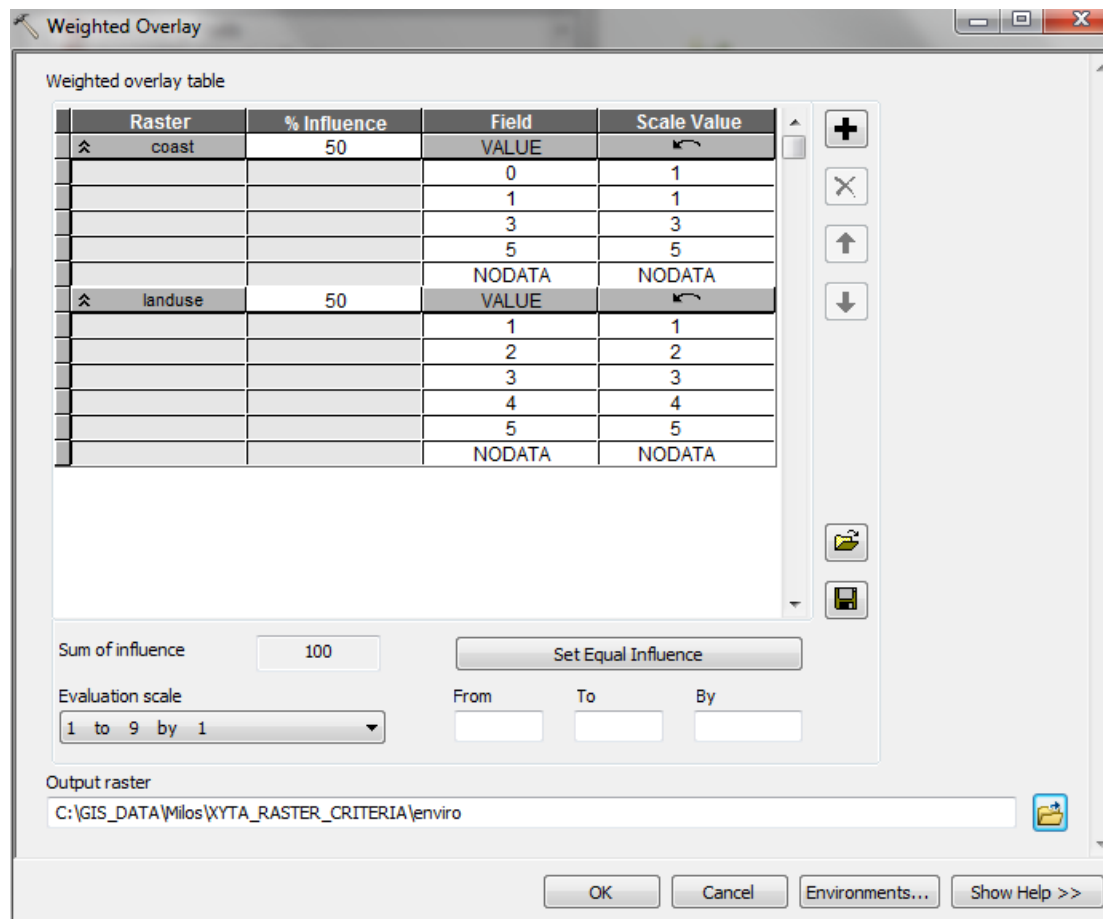 Weighted Overlay
Weighted overlay table
Raster % Influence Field Scale Value
coast 50 VALUE
0 1
1 1
3 3
5 5
NODATA NODATA
landuse 50 VALUE
1 1
2 2
3 3
4 4
5 5
NODATA NODATA
Sum of influence 100 Set Equal Influence
Evaluation scale From To By
1 to 9 by 1
Output raster
C:\GIS_DATA\Milos\XYTA_RASTER_CRITERIA\enviro
OK Cancel Environments... Show Help >>